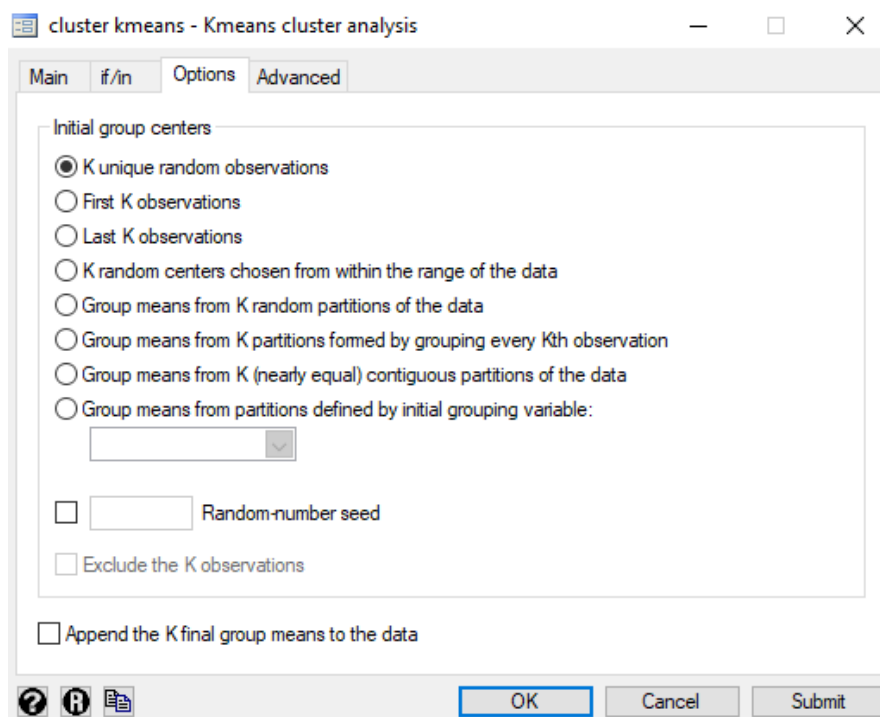 cluster kmeans - Kmeans cluster analysis
Main if/in Options Advanced
Initial group centers
K unique random observations
First K observations
Last K observations
K random centers chosen from within the range of the data
Group means from K random partitions of the data
Group means from K partitions formed by grouping every Kth observation
Group means from K (nearly equal) contiguous partitions of the data
Group means from partitions defined by initial grouping variable:
Random-number seed
Exclude the K observations
Append the K final group means to the data
? R OK Cancel Submit